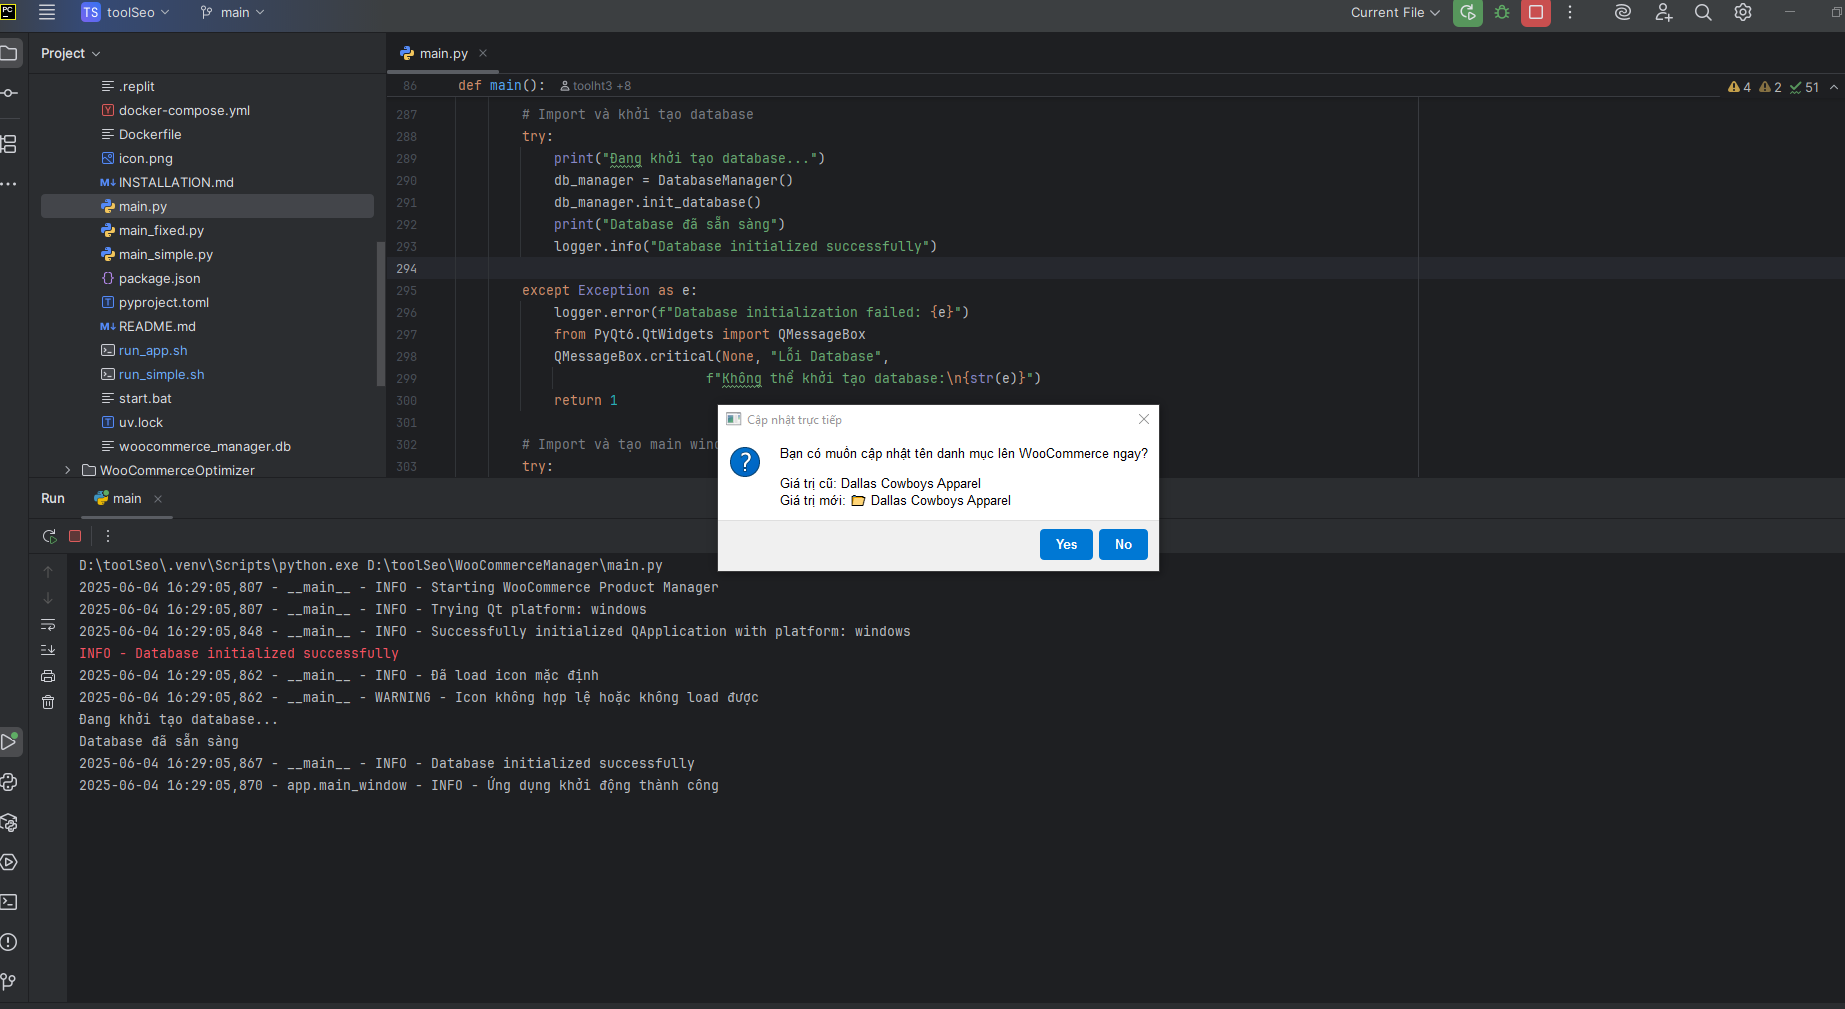 PC
TS toolSeo main
Current File
Project
.replit
docker-compose.yml
Dockerfile
icon.png
M↓ INSTALLATION.md
main.py
main_fixed.py
main_simple.py
package.json
pyproject.toml
M↓ README.md
run_app.sh
run_simple.sh
start.bat
uv.lock
woocommerce_manager.db
WooCommerceOptimizer
main.py
86 def main(): toolht3 +8
4 2 51
287 # Import và khởi tạo database
288 try:
289 print("Đang khởi tạo database...")
290 db_manager = DatabaseManager()
291 db_manager.init_database()
292 print("Database đã sẵn sàng")
293 logger.info("Database initialized successfully")
294
295 except Exception as e:
296 logger.error(f"Database initialization failed: {e}")
297 from PyQt6.QtWidgets import QMessageBox
298 QMessageBox.critical(None, "Lỗi Database",
299 f"Không thể khởi tạo database:\n{str(e)}")
300 return 1
301
302 # Import và tạo main wind
303 try:
Cập nhật trực tiếp
Bạn có muốn cập nhật tên danh mục lên WooCommerce ngay?
Giá trị cũ: Dallas Cowboys Apparel
Giá trị mới: 📁 Dallas Cowboys Apparel
Yes No
Run main
D:\toolSeo\.venv\Scripts\python.exe D:\toolSeo\WooCommerceManager\main.py
2025-06-04 16:29:05,807 - __main__ - INFO - Starting WooCommerce Product Manager
2025-06-04 16:29:05,807 - __main__ - INFO - Trying Qt platform: windows
2025-06-04 16:29:05,848 - __main__ - INFO - Successfully initialized QApplication with platform: windows
INFO - Database initialized successfully
2025-06-04 16:29:05,862 - __main__ - INFO - Đã load icon mặc định
2025-06-04 16:29:05,862 - __main__ - WARNING - Icon không hợp lệ hoặc không load được
Đang khởi tạo database...
Database đã sẵn sàng
2025-06-04 16:29:05,867 - __main__ - INFO - Database initialized successfully
2025-06-04 16:29:05,870 - app.main_window - INFO - Ứng dụng khởi động thành công